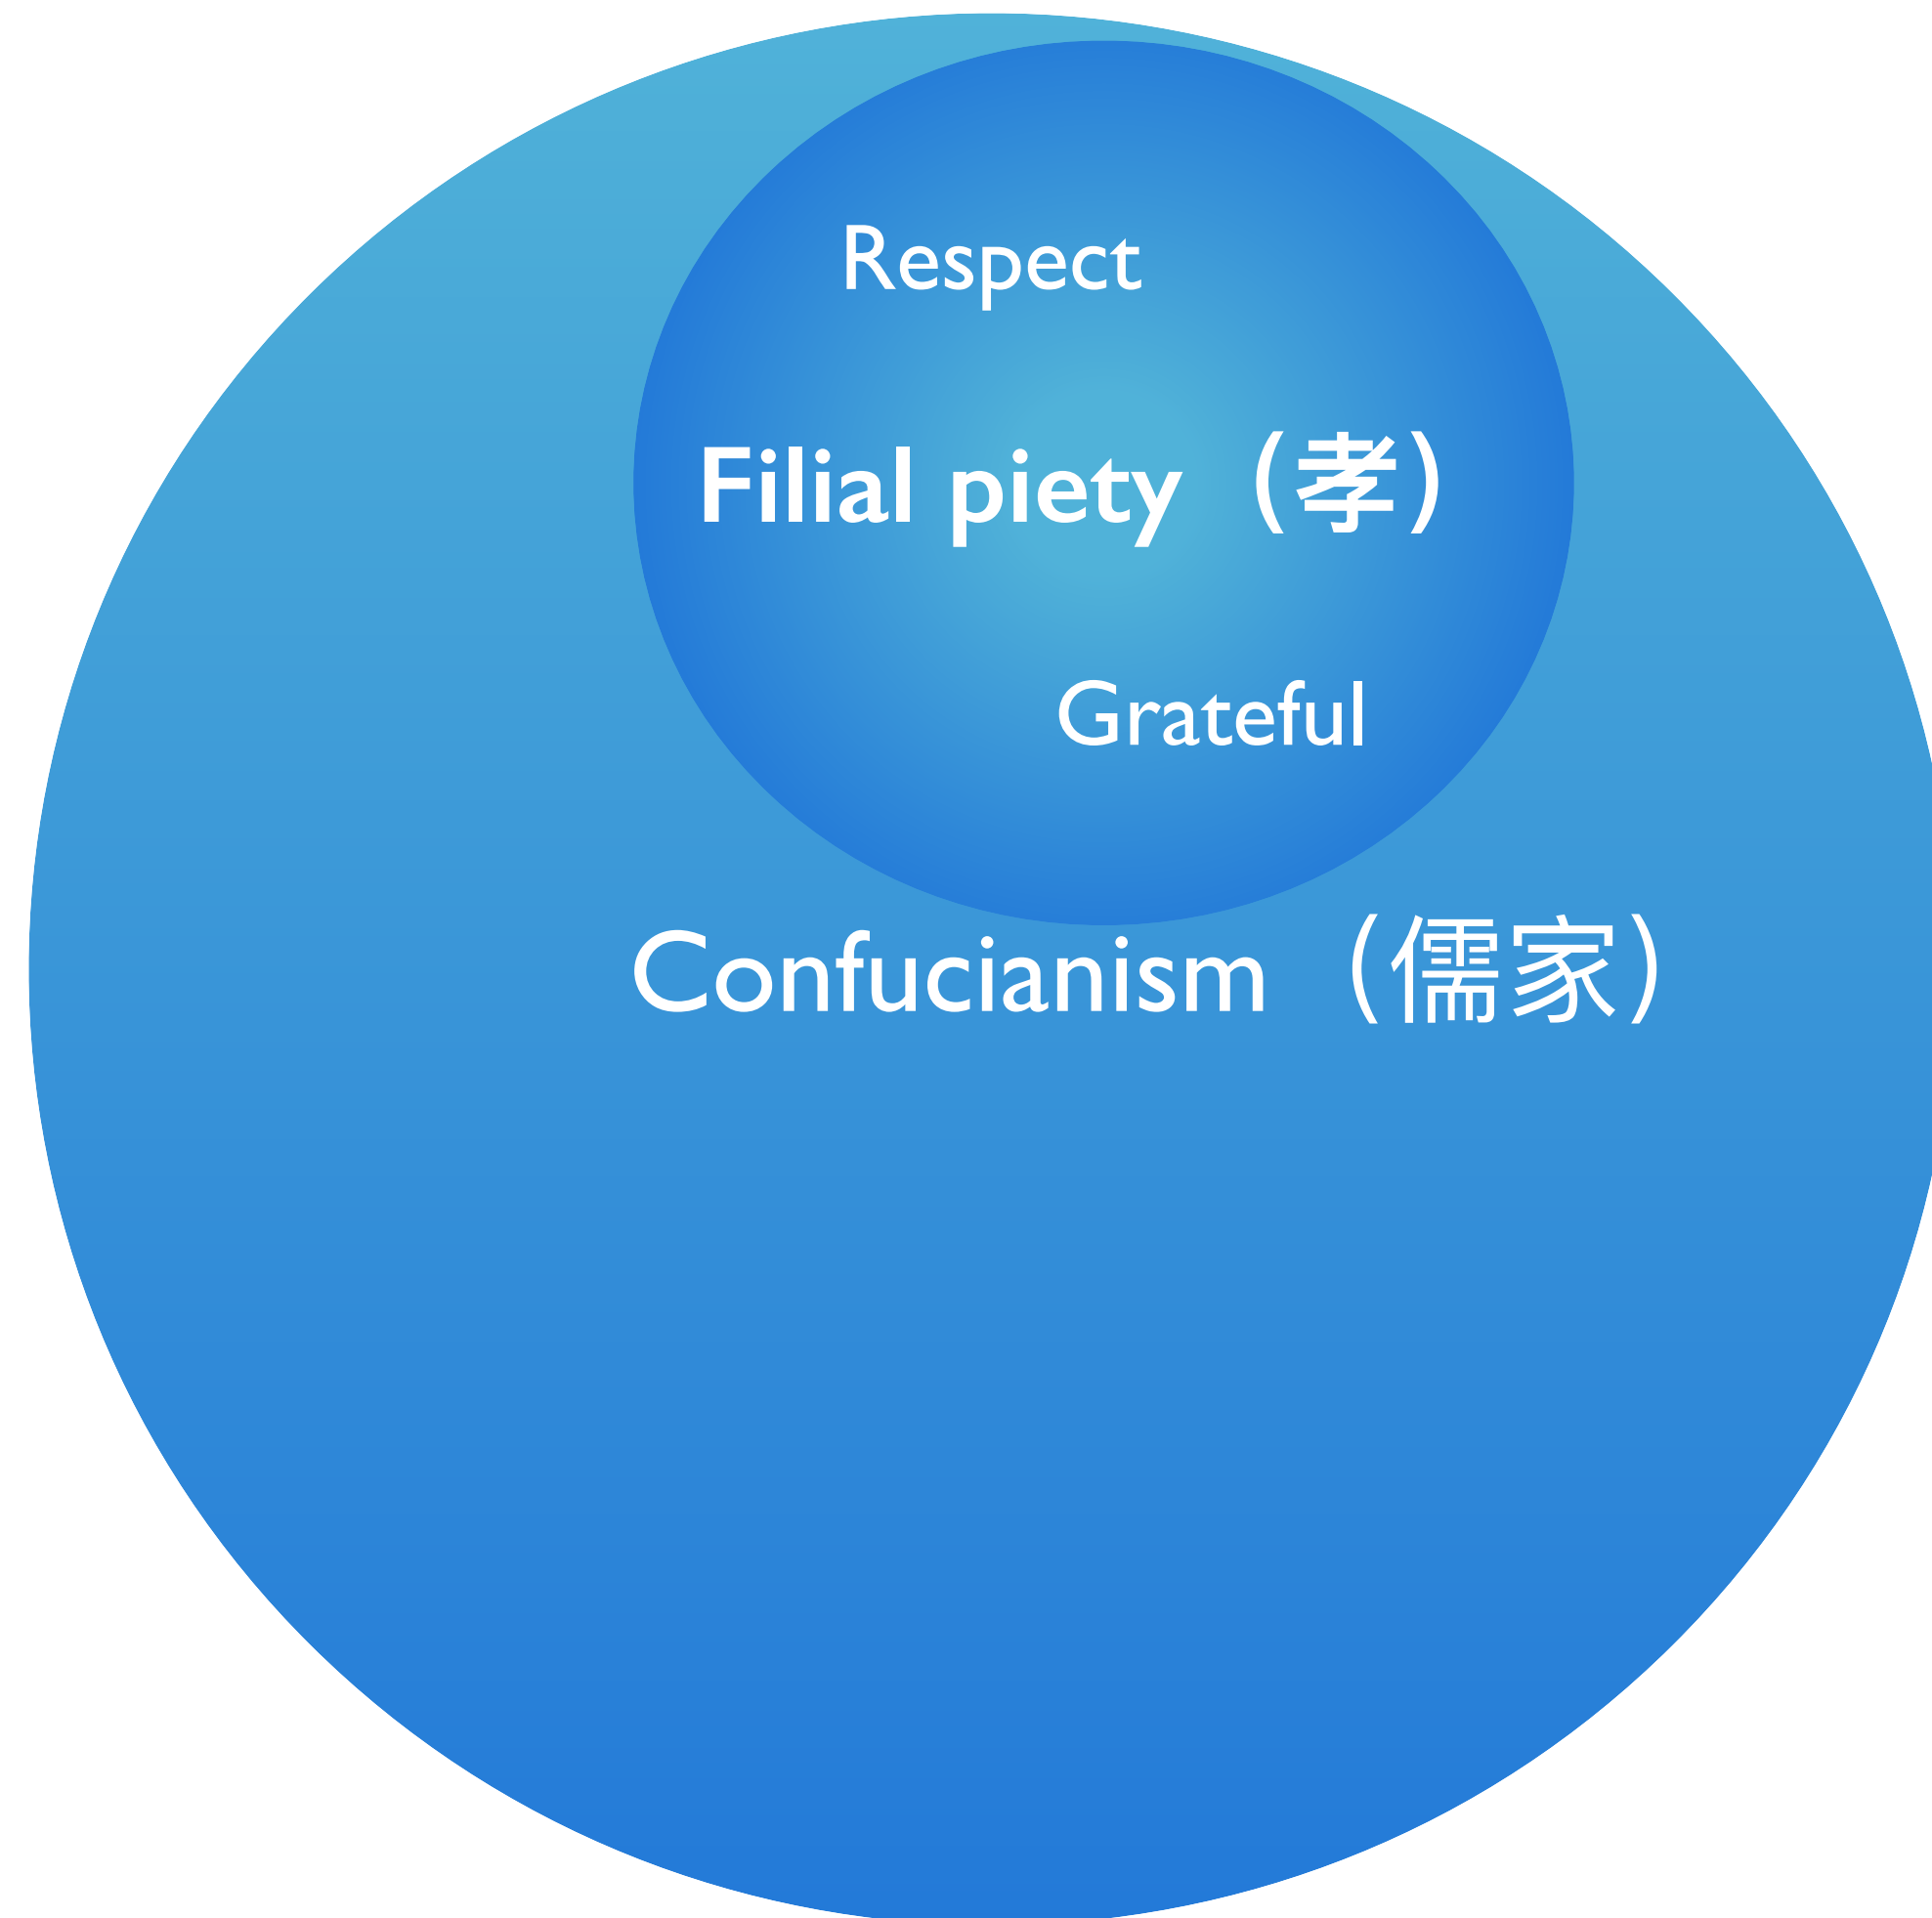 Respect
Filial piety (孝)
Grateful
Confucianism (儒家)